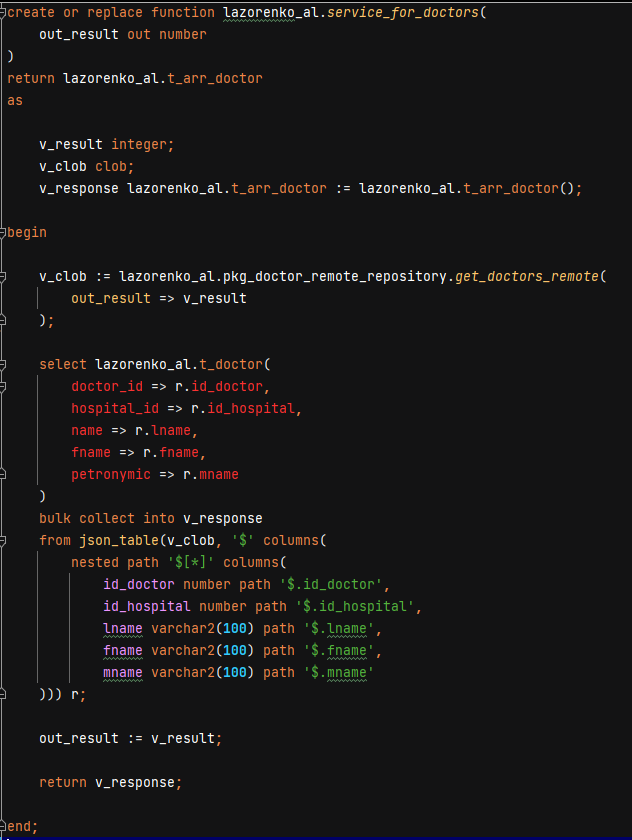 create or replace function lazorenko_al.service_for_doctors(
    out_result out number
)
return lazorenko_al.t_arr_doctor
as
    v_result integer;
    v_clob clob;
    v_response lazorenko_al.t_arr_doctor := lazorenko_al.t_arr_doctor();
begin
    v_clob := lazorenko_al.pkg_doctor_remote_repository.get_doctors_remote(
        out_result => v_result
    );
    select lazorenko_al.t_doctor(
        doctor_id => r.id_doctor,
        hospital_id => r.id_hospital,
        name => r.lname,
        fname => r.fname,
        petronymic => r.mname
    )
    bulk collect into v_response
    from json_table(v_clob, '$' columns(
        nested path '$[*]' columns(
            id_doctor number path '$.id_doctor',
            id_hospital number path '$.id_hospital',
            lname varchar2(100) path '$.lname',
            fname varchar2(100) path '$.fname',
            mname varchar2(100) path '$.mname'
    ))) r;
    out_result := v_result;
    return v_response;
end;